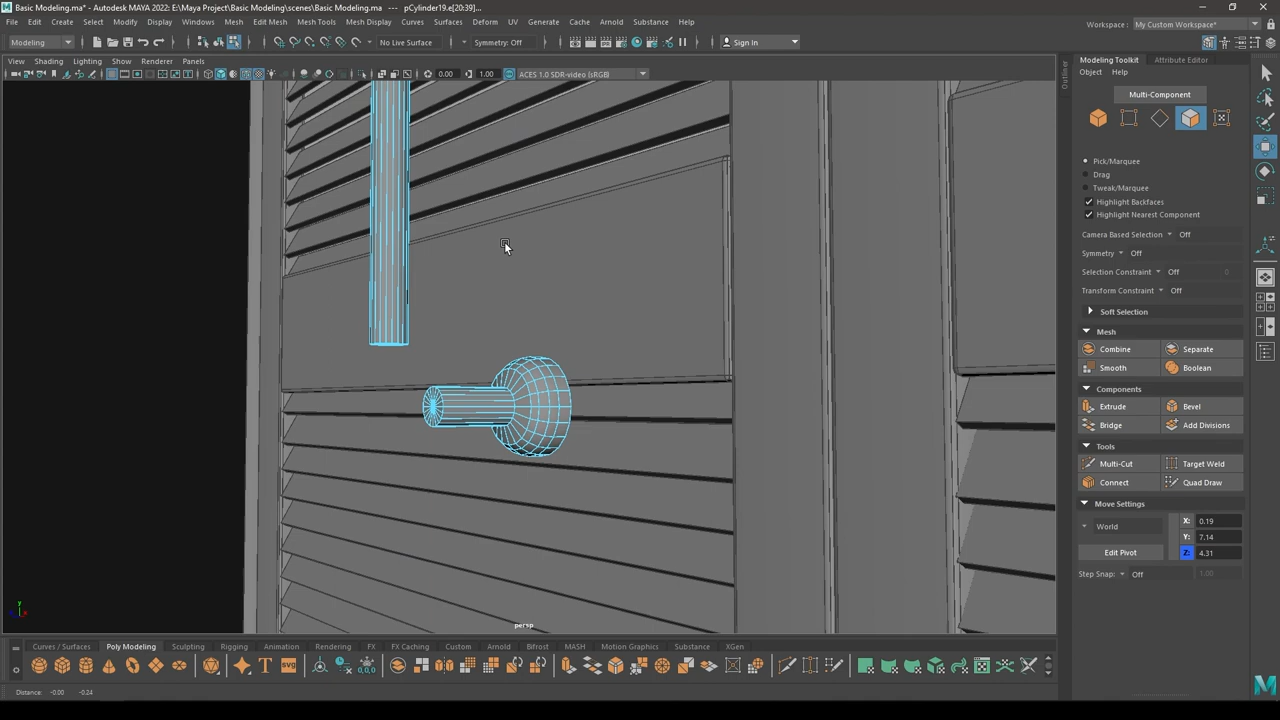 Basic Modeling.ma* - Autodesk MAYA 2022: E:\Maya Project\Basic Modeling\scenes\Basic Modeling.ma --- pCylinder19.e[20:39]...
File Edit Create Select Modify Display Windows Mesh Edit Mesh Mesh Tools Mesh Display Curves Surfaces Deform UV Generate Cache Arnold Substance Help
Workspace : My Custom Workspace*
Modeling No Live Surface Symmetry: Off Sign In
View Shading Lighting Show Renderer Panels
0.00 1.00 ACES 1.0 SDR-video (sRGB)
Outliner
Modeling Toolkit Attribute Editor
Object Help
Multi-Component
Pick/Marquee
Drag
Tweak/Marquee
Highlight Backfaces
Highlight Nearest Component
Camera Based Selection Off
Symmetry Off
Selection Constraint Off 0
Transform Constraint Off
Soft Selection
Mesh
Combine Separate
Smooth Boolean
Components
Extrude Bevel
Bridge Add Divisions
Tools
Multi-Cut Target Weld
Connect Quad Draw
Move Settings
World X: 0.19
Y: 7.14
Edit Pivot Z: 4.31
Step Snap: Off 1.00
y
persp
Curves / Surfaces Poly Modeling Sculpting Rigging Animation Rendering FX FX Caching Custom Arnold Bifrost MASH Motion Graphics Substance XGen
T SVG
Distance: -0.00 -0.24